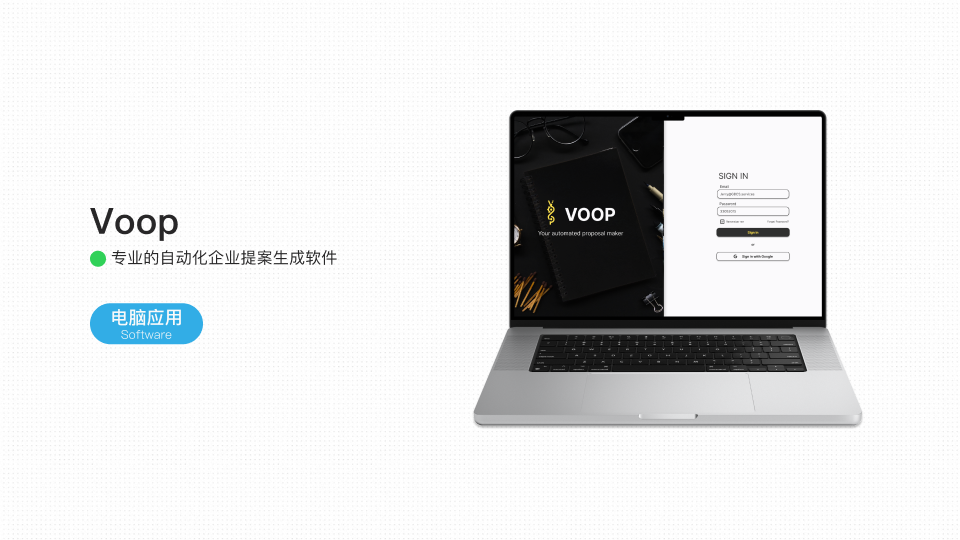 Voop
专业的自动化企业提案生成软件
电脑应用
Software
VOOP
Your automated proposal maker
SIGN IN
Email
Password
Remember me
Forgot Password?
Sign in
or
Sign in with Google